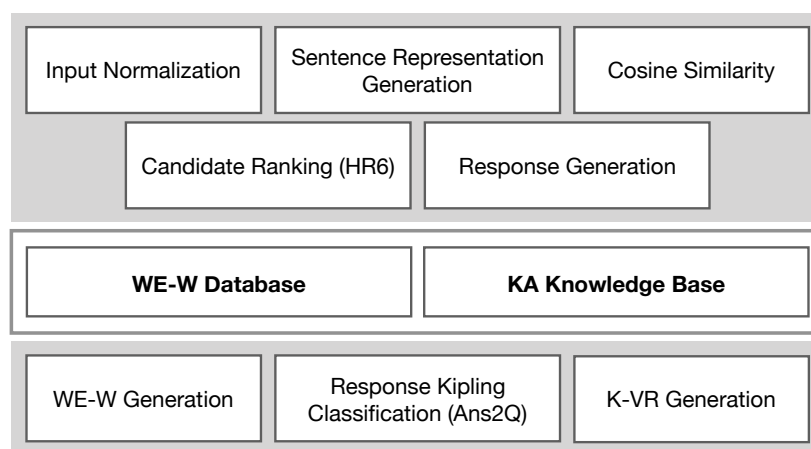 Input Normalization
Sentence Representation
Generation
Cosine Similarity
Candidate Ranking (HR6)
Response Generation
WE-W Database
KA Knowledge Base
WE-W Generation
Response Kipling
Classification (Ans2Q)
K-VR Generation